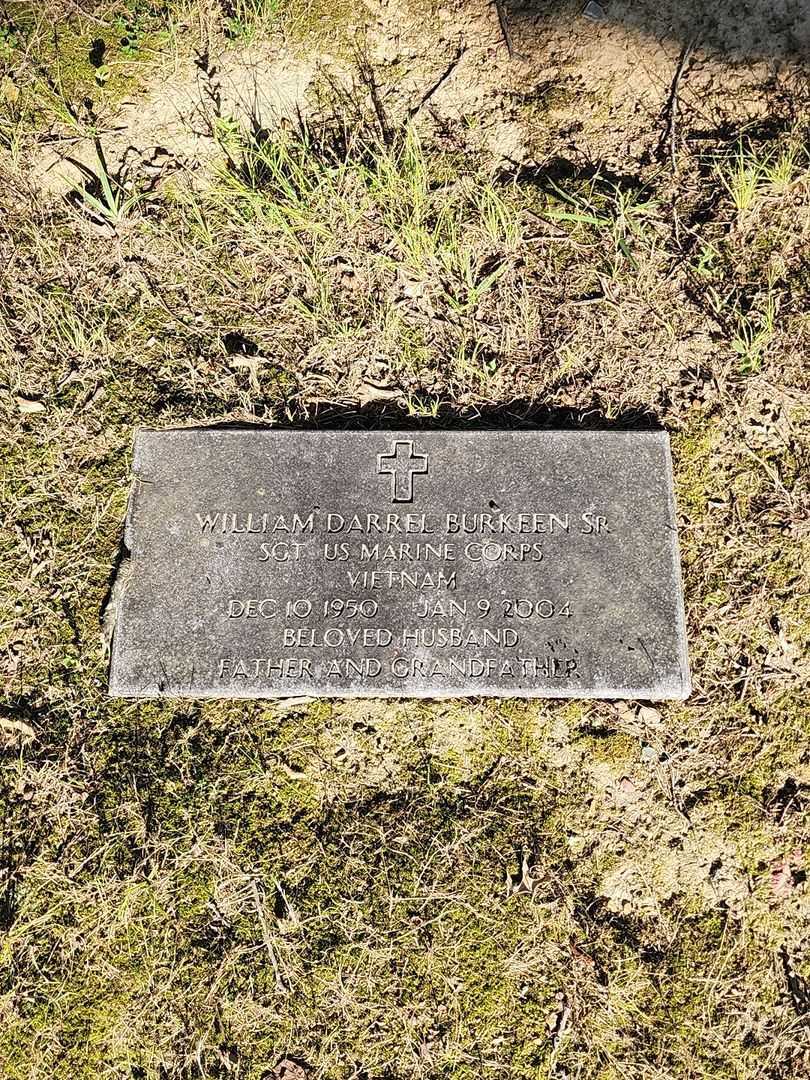 WILLIAM DARREL BURKEEN SR
SGT US MARINE CORPS
VIETNAM
DEC 10 1950 JAN 9 2004
BELOVED HUSBAND
FATHER AND GRANDFATHER